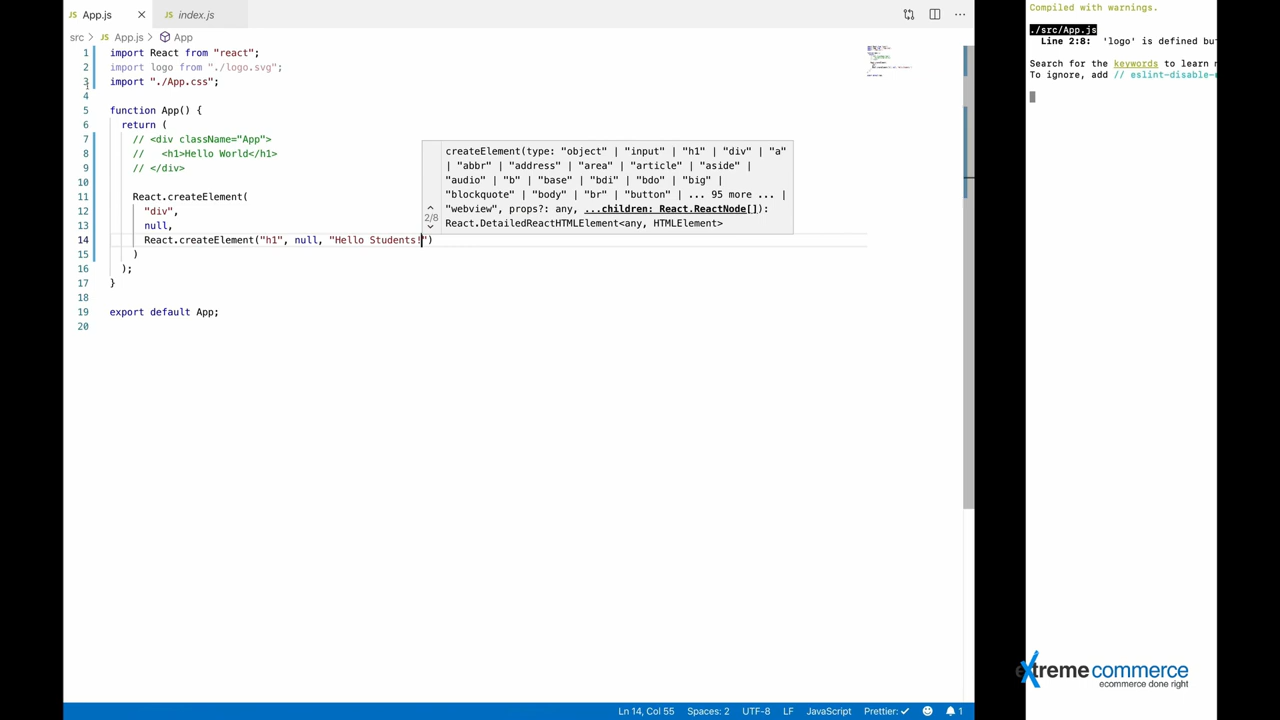 App.js
index.js
src
App.js
App
1 import React from "react";
2 import logo from "./logo.svg";
3 import "./App.css";
4
5 function App() {
6 return (
7 // <div className="App">
8 //   <h1>Hello World</h1>
9 // </div>
10
11 React.createElement(
12 "div",
13 null,
14 React.createElement("h1", null, "Hello Students!")
15 )
16 );
17 }
18
19 export default App;
20
2/8
createElement(type: "object" | "input" | "h1" | "div" | "a"
| "abbr" | "address" | "area" | "article" | "aside" |
"audio" | "b" | "base" | "bdi" | "bdo" | "big" |
"blockquote" | "body" | "br" | "button" | ... 95 more ... |
"webview", props?: any, ...children: React.ReactNode[]):
React.DetailedReactHTMLElement<any, HTMLElement>
Compiled with warnings.
./src/App.js
Line 2:8: 'logo' is defined
Search for the keywords to learn
To ignore, add // eslint-disable-
extreme commerce
ecommerce done right
Ln 14, Col 55
Spaces: 2
UTF-8
LF
JavaScript
Prettier: ✓
1